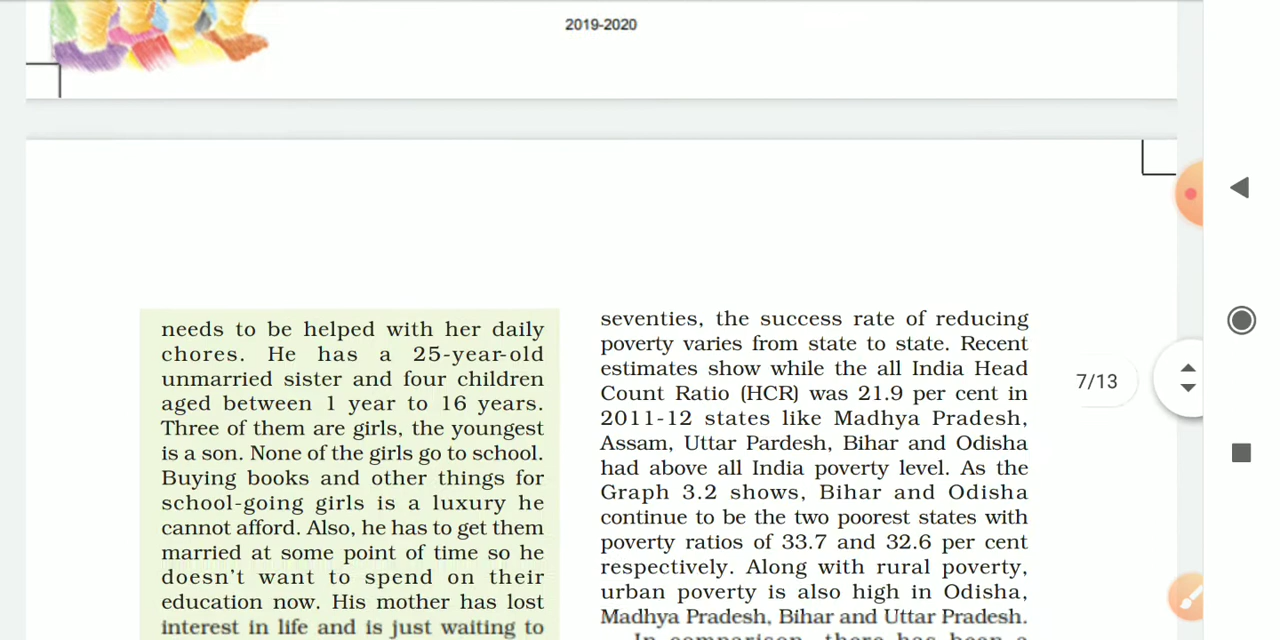 2019-2020
needs to be helped with her daily
chores. He has a 25-year-old
unmarried sister and four children
aged between 1 year to 16 years.
Three of them are girls, the youngest
is a son. None of the girls go to school.
Buying books and other things for
school-going girls is a luxury he
cannot afford. Also, he has to get them
married at some point of time so he
doesn't want to spend on their
education now. His mother has lost
interest in life and is just waiting to
seventies, the success rate of reducing
poverty varies from state to state. Recent
estimates show while the all India Head
Count Ratio (HCR) was 21.9 per cent in
2011-12 states like Madhya Pradesh,
Assam, Uttar Pardesh, Bihar and Odisha
had above all India poverty level. As the
Graph 3.2 shows, Bihar and Odisha
continue to be the two poorest states with
poverty ratios of 33.7 and 32.6 per cent
respectively. Along with rural poverty,
urban poverty is also high in Odisha,
Madhya Pradesh, Bihar and Uttar Pradesh.
In comparison, there has been a
7/13